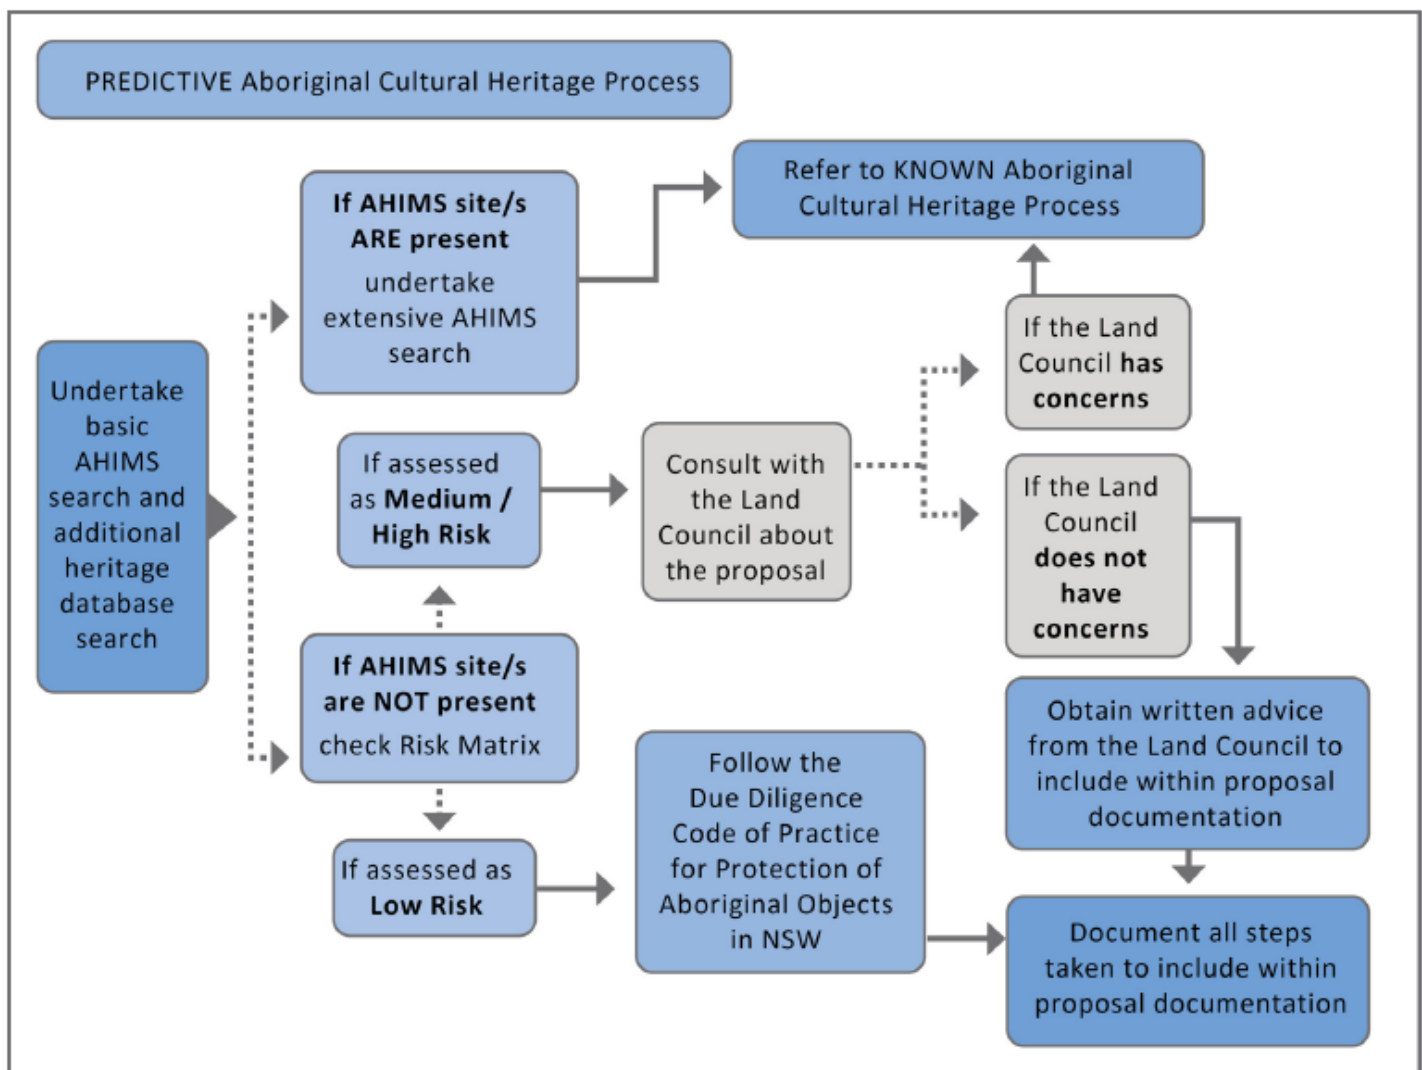 PREDICTIVE Aboriginal Cultural Heritage Process
Refer to KNOWN Aboriginal
Cultural Heritage Process
If AHIMS site/s
ARE present
undertake
extensive AHIMS
search
Undertake
basic
AHIMS
search and
additional
heritage
database
search
If the Land
Council has
concerns
If assessed
as Medium /
High Risk
Consult with
the Land
Council about
the proposal
If the Land
Council
does not
have
concerns
If AHIMS site/s
are NOT present
check Risk Matrix
Obtain written advice
from the Land Council to
include within proposal
documentation
If assessed as
Low Risk
Follow the
Due Diligence
Code of Practice
for Protection of
Aboriginal Objects
in NSW
Document all steps
taken to include within
proposal documentation